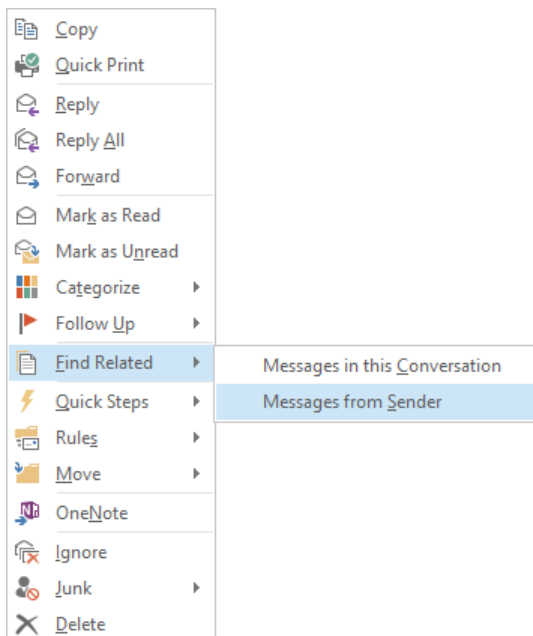 Copy
Quick Print
Reply
Reply All
Forward
Mark as Read
Mark as Unread
Categorize
Follow Up
Find Related
Messages in this Conversation
Messages from Sender
Quick Steps
Rules
Move
OneNote
Ignore
Junk
Delete